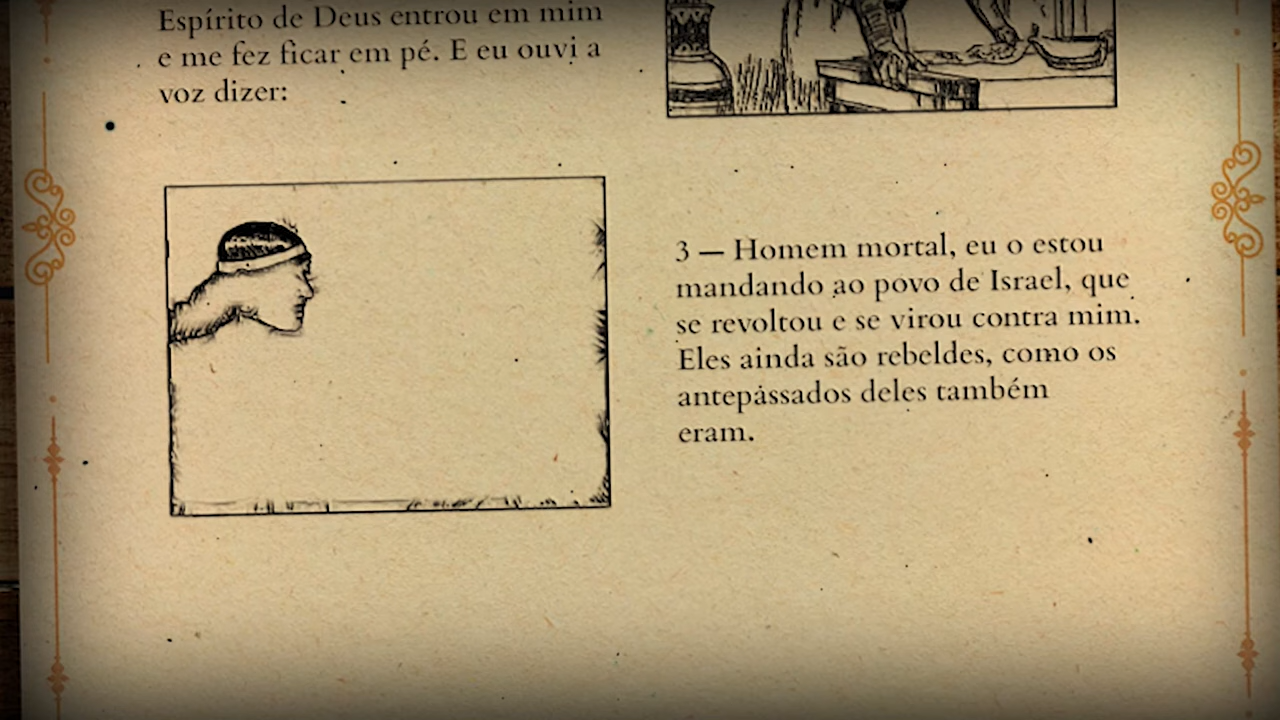 Espírito de Deus entrou em mim
e me fez ficar em pé. E eu ouvi a
voz dizer:
3 — Homem mortal, eu o estou
mandando ao povo de Israel, que
se revoltou e se virou contra mim.
Eles ainda são rebeldes, como os
antepassados deles também
eram.